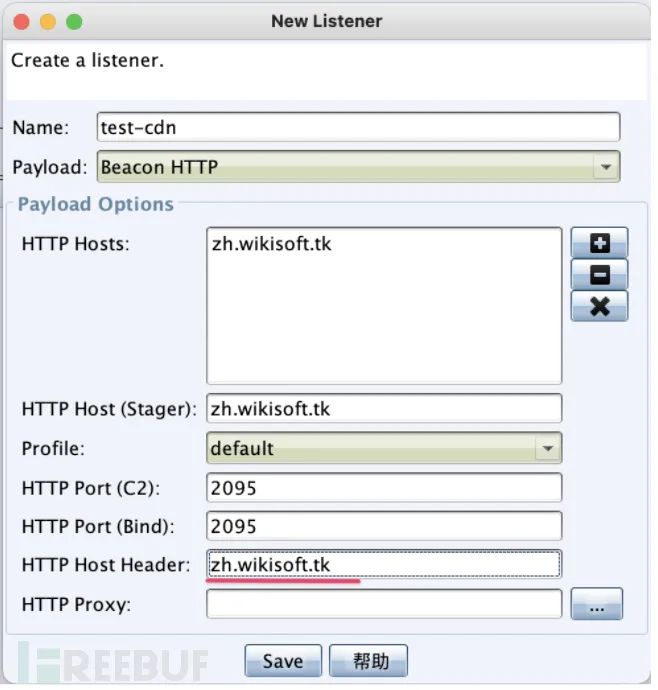 New Listener
Create a listener.
Name: test-cdn
Payload: Beacon HTTP
Payload Options
HTTP Hosts: zh.wikisoft.tk
HTTP Host (Stager): zh.wikisoft.tk
Profile: default
HTTP Port (C2): 2095
HTTP Port (Bind): 2095
HTTP Host Header: zh.wikisoft.tk
HTTP Proxy: ...
Save 帮助
FREEBUF